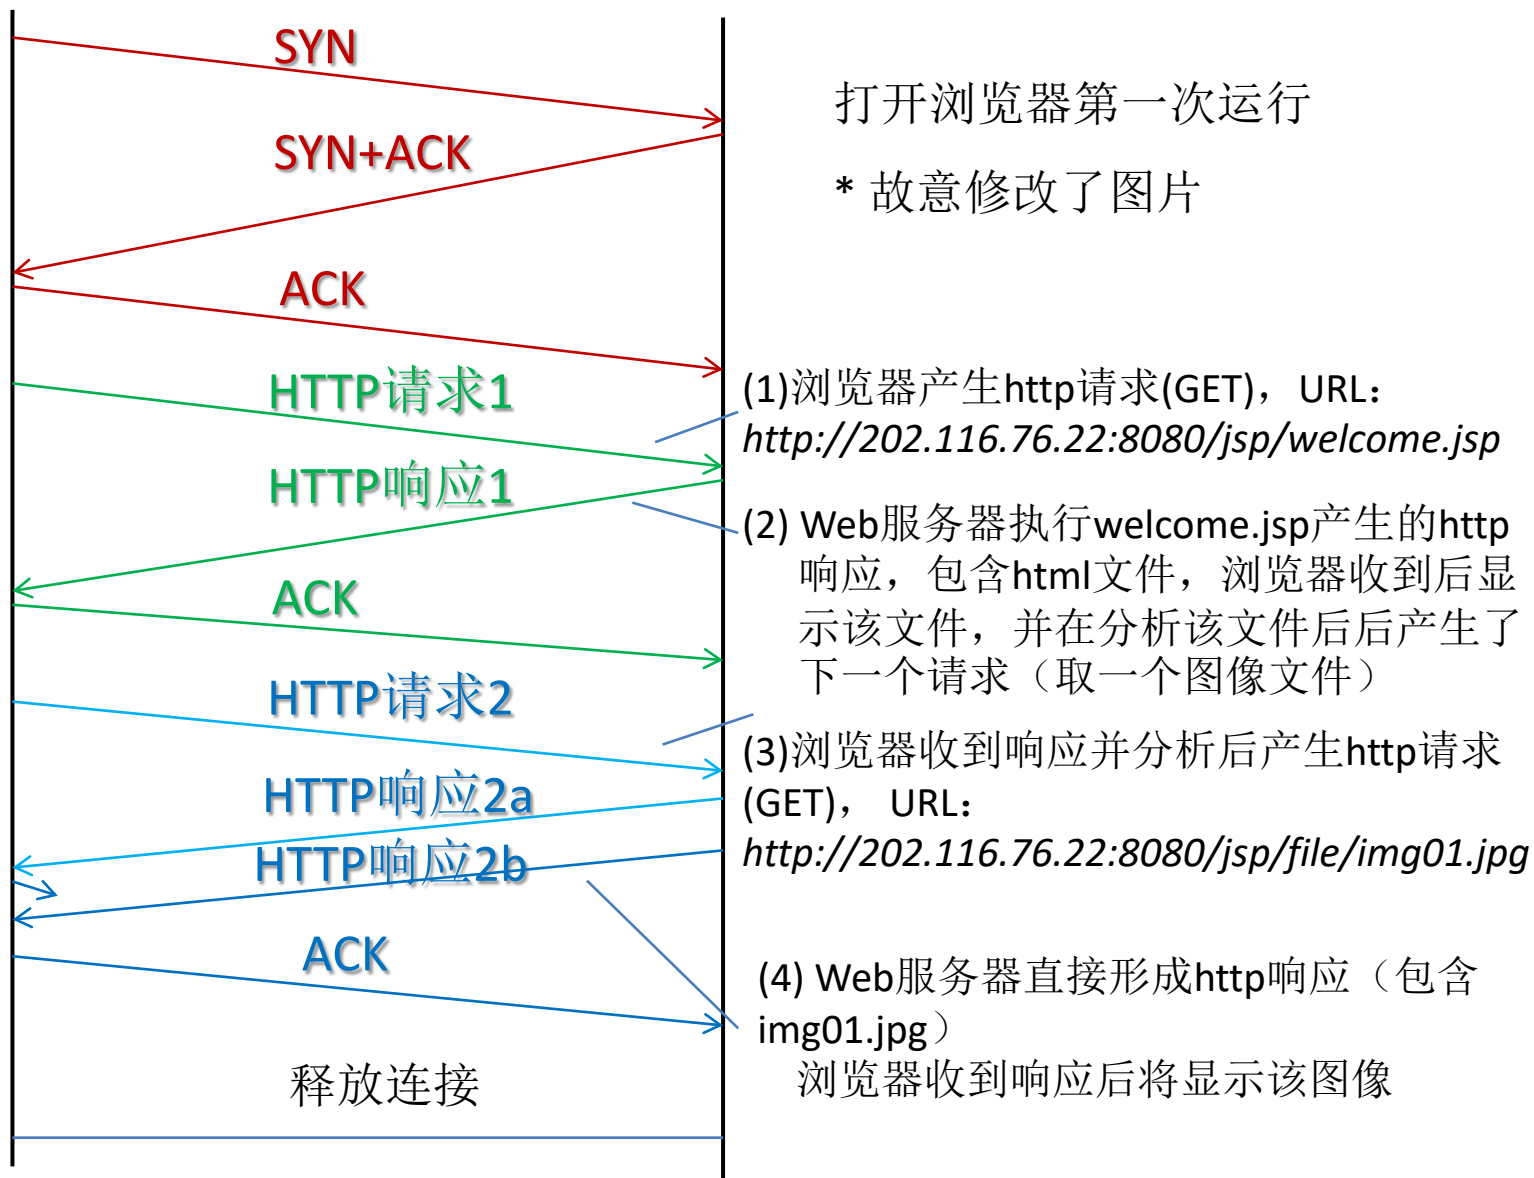 SYN
SYN+ACK
ACK
HTTP请求1
HTTP响应1
ACK
HTTP请求2
HTTP响应2a
HTTP响应2b
ACK
释放连接
打开浏览器第一次运行
* 故意修改了图片
(1)浏览器产生http请求(GET)，URL：
http://202.116.76.22:8080/jsp/welcome.jsp
(2) Web服务器执行welcome.jsp产生的http
响应，包含html文件，浏览器收到后显
示该文件，并在分析该文件后后产生了
下一个请求（取一个图像文件）
(3)浏览器收到响应并分析后产生http请求
(GET)， URL：
http://202.116.76.22:8080/jsp/file/img01.jpg
(4) Web服务器直接形成http响应（包含
img01.jpg）
浏览器收到响应后将显示该图像